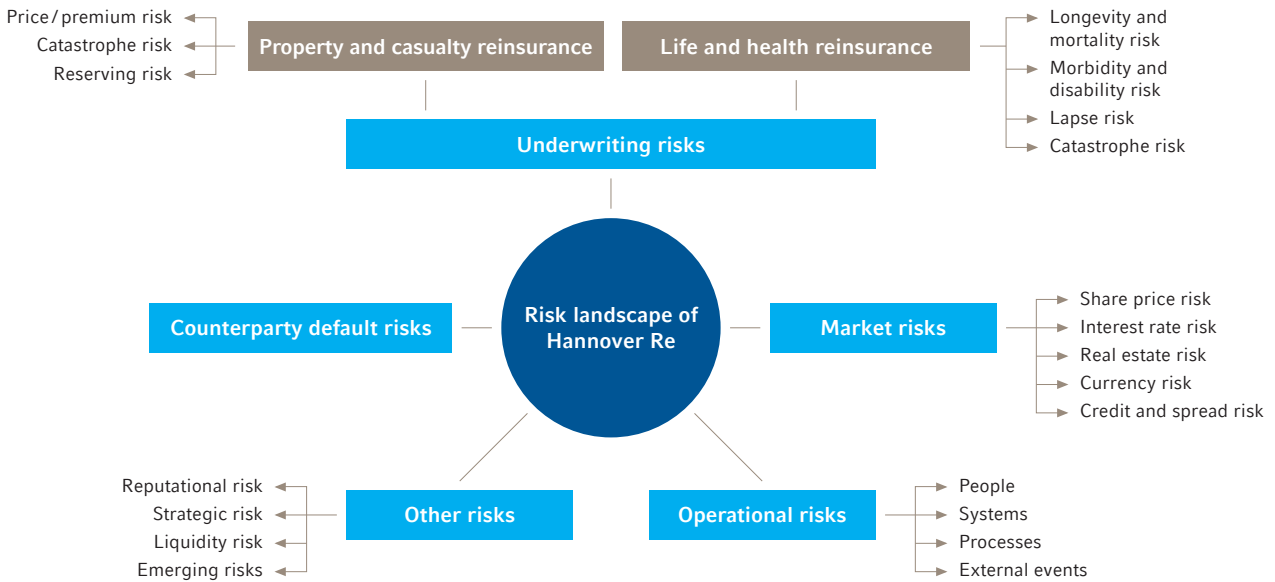 Price/premium risk
Catastrophe risk
Reserving risk
Property and casualty reinsurance
Life and health reinsurance
Longevity and
mortality risk
Morbidity and
disability risk
Lapse risk
Catastrophe risk
Underwriting risks
Counterparty default risks
Risk landscape of
Hannover Re
Market risks
Share price risk
Interest rate risk
Real estate risk
Currency risk
Credit and spread risk
Reputational risk
Strategic risk
Liquidity risk
Emerging risks
Other risks
Operational risks
People
Systems
Processes
External events